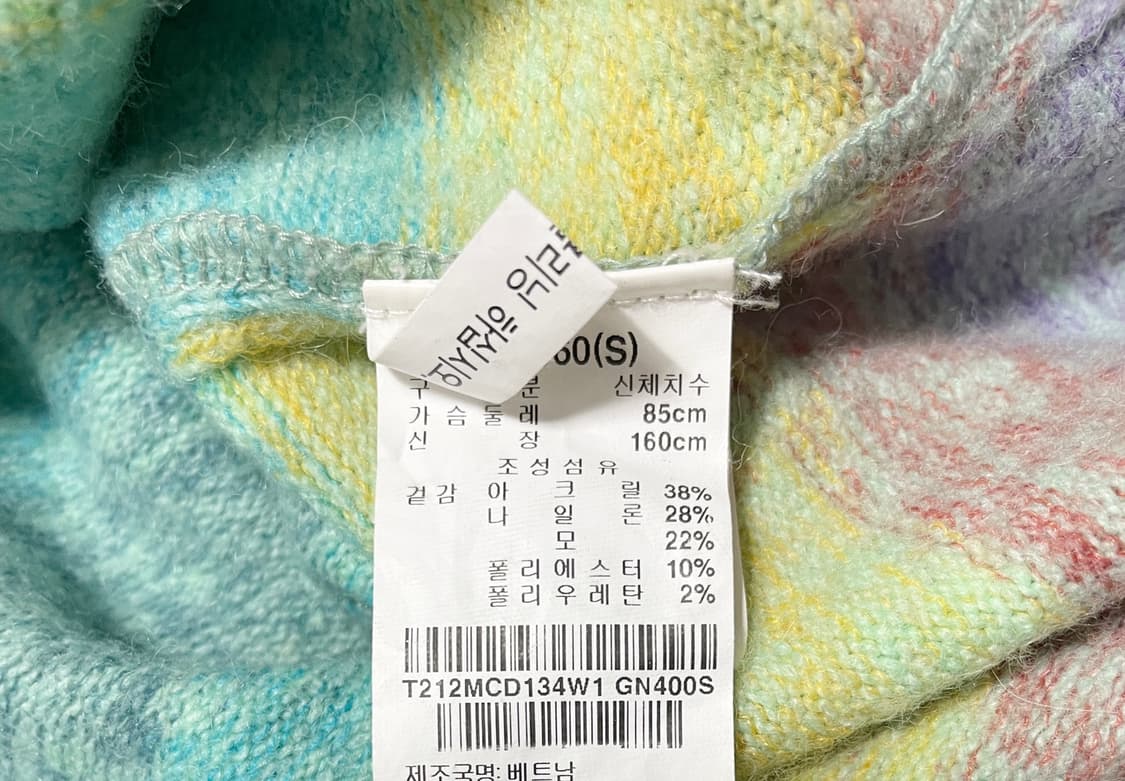 60(S)
구 분 신체치수
가슴둘레 85cm
신 장 160cm
조성섬유
겉감 아 크 릴 38%
나 일 론 28%
모 22%
폴리에스터 10%
폴리우레탄 2%
T212MCD134W1 GN400S
제조국명: 베트남